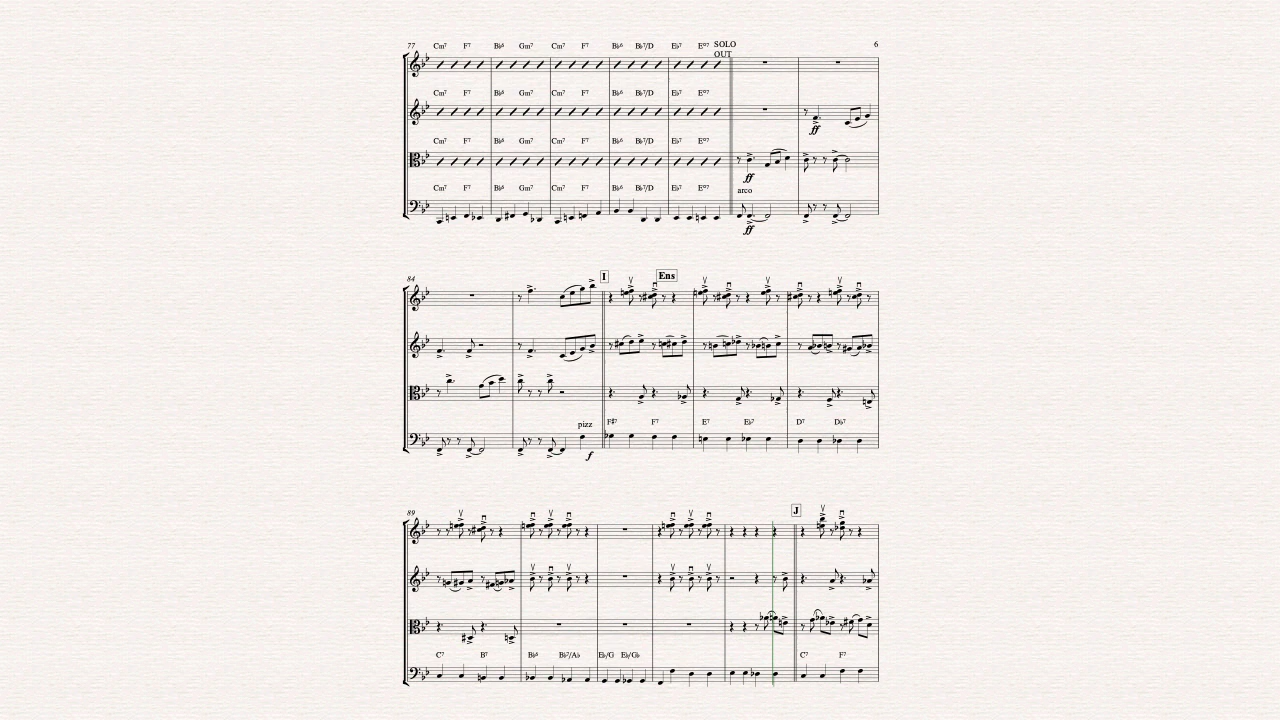 77 Cm7 F7 B♭6 Gm7 Cm7 F7 B♭6 B♭7/D E♭7 E°7 SOLO 6
OUT
Cm7 F7 B♭6 Gm7 Cm7 F7 B♭6 B♭7/D E♭7 E°7
ff
Cm7 F7 B♭6 Gm7 Cm7 F7 B♭6 B♭7/D E♭7 E°7
ff
Cm7 F7 B♭6 Gm7 Cm7 F7 B♭6 B♭7/D E♭7 E°7 arco
ff
84 I Ens
pizz F#7 F7 E7 E♭7 D7 D♭7
f
89 J
C7 B7 B♭6 B♭7/A♭ E♭/G E♭/G♭ C7 F7